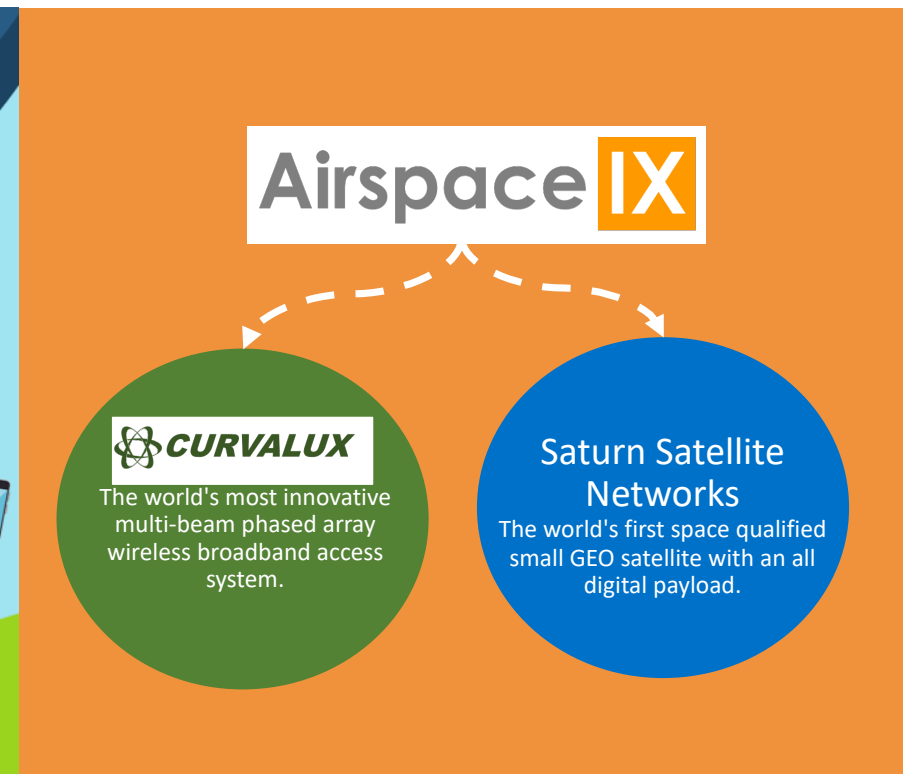 Airspace IX
CURVALUX
The world's most innovative
multi-beam phased array
wireless broadband access
system.
Saturn Satellite
Networks
The world's first space qualified
small GEO satellite with an all
digital payload.